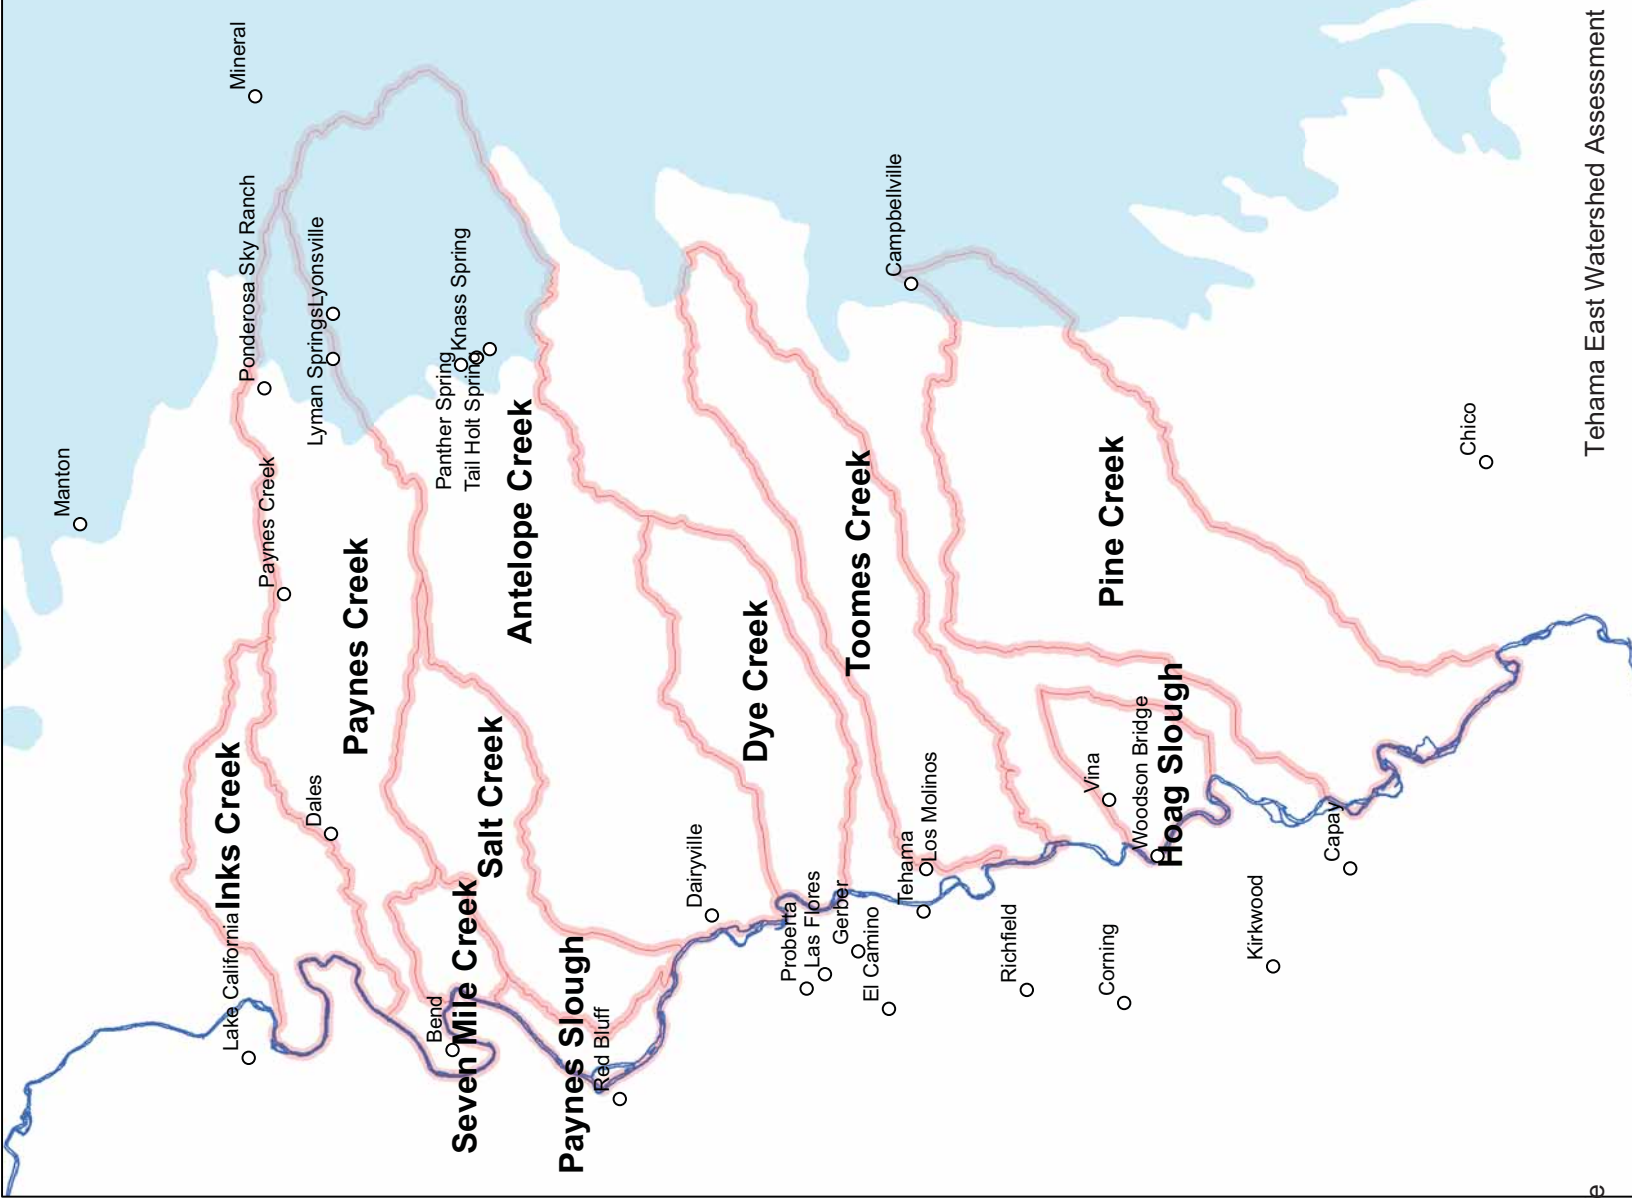 Manton
Mineral
Ponderosa Sky Ranch
Paynes Creek
Lyman Springs
Lyonsville
Paynes Creek
Inks Creek
Lake California
Dales
Panther Spring
Knass Spring
Tail Holt Spring
Antelope Creek
Salt Creek
Seven Mile Creek
Bend
Paynes Slough
Red Bluff
Dairyville
Dye Creek
Proberta
Las Flores
Gerber
El Camino
Toomes Creek
Tehama
Los Molinos
Campbellville
Richfield
Pine Creek
Vina
Corning
Woodson Bridge
Hoag Slough
Kirkwood
Capay
Chico
Tehama East Watershed Assessment
e